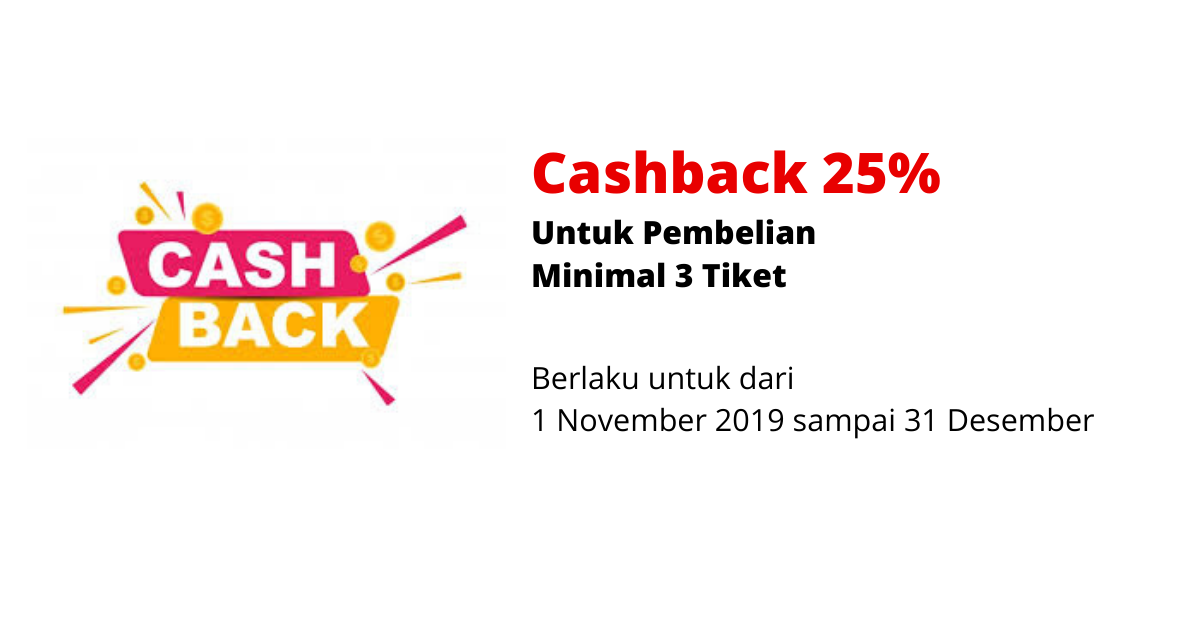 CASH
BACK
Cashback 25%
Untuk Pembelian
Minimal 3 Tiket
Berlaku untuk dari
1 November 2019 sampai 31 Desember